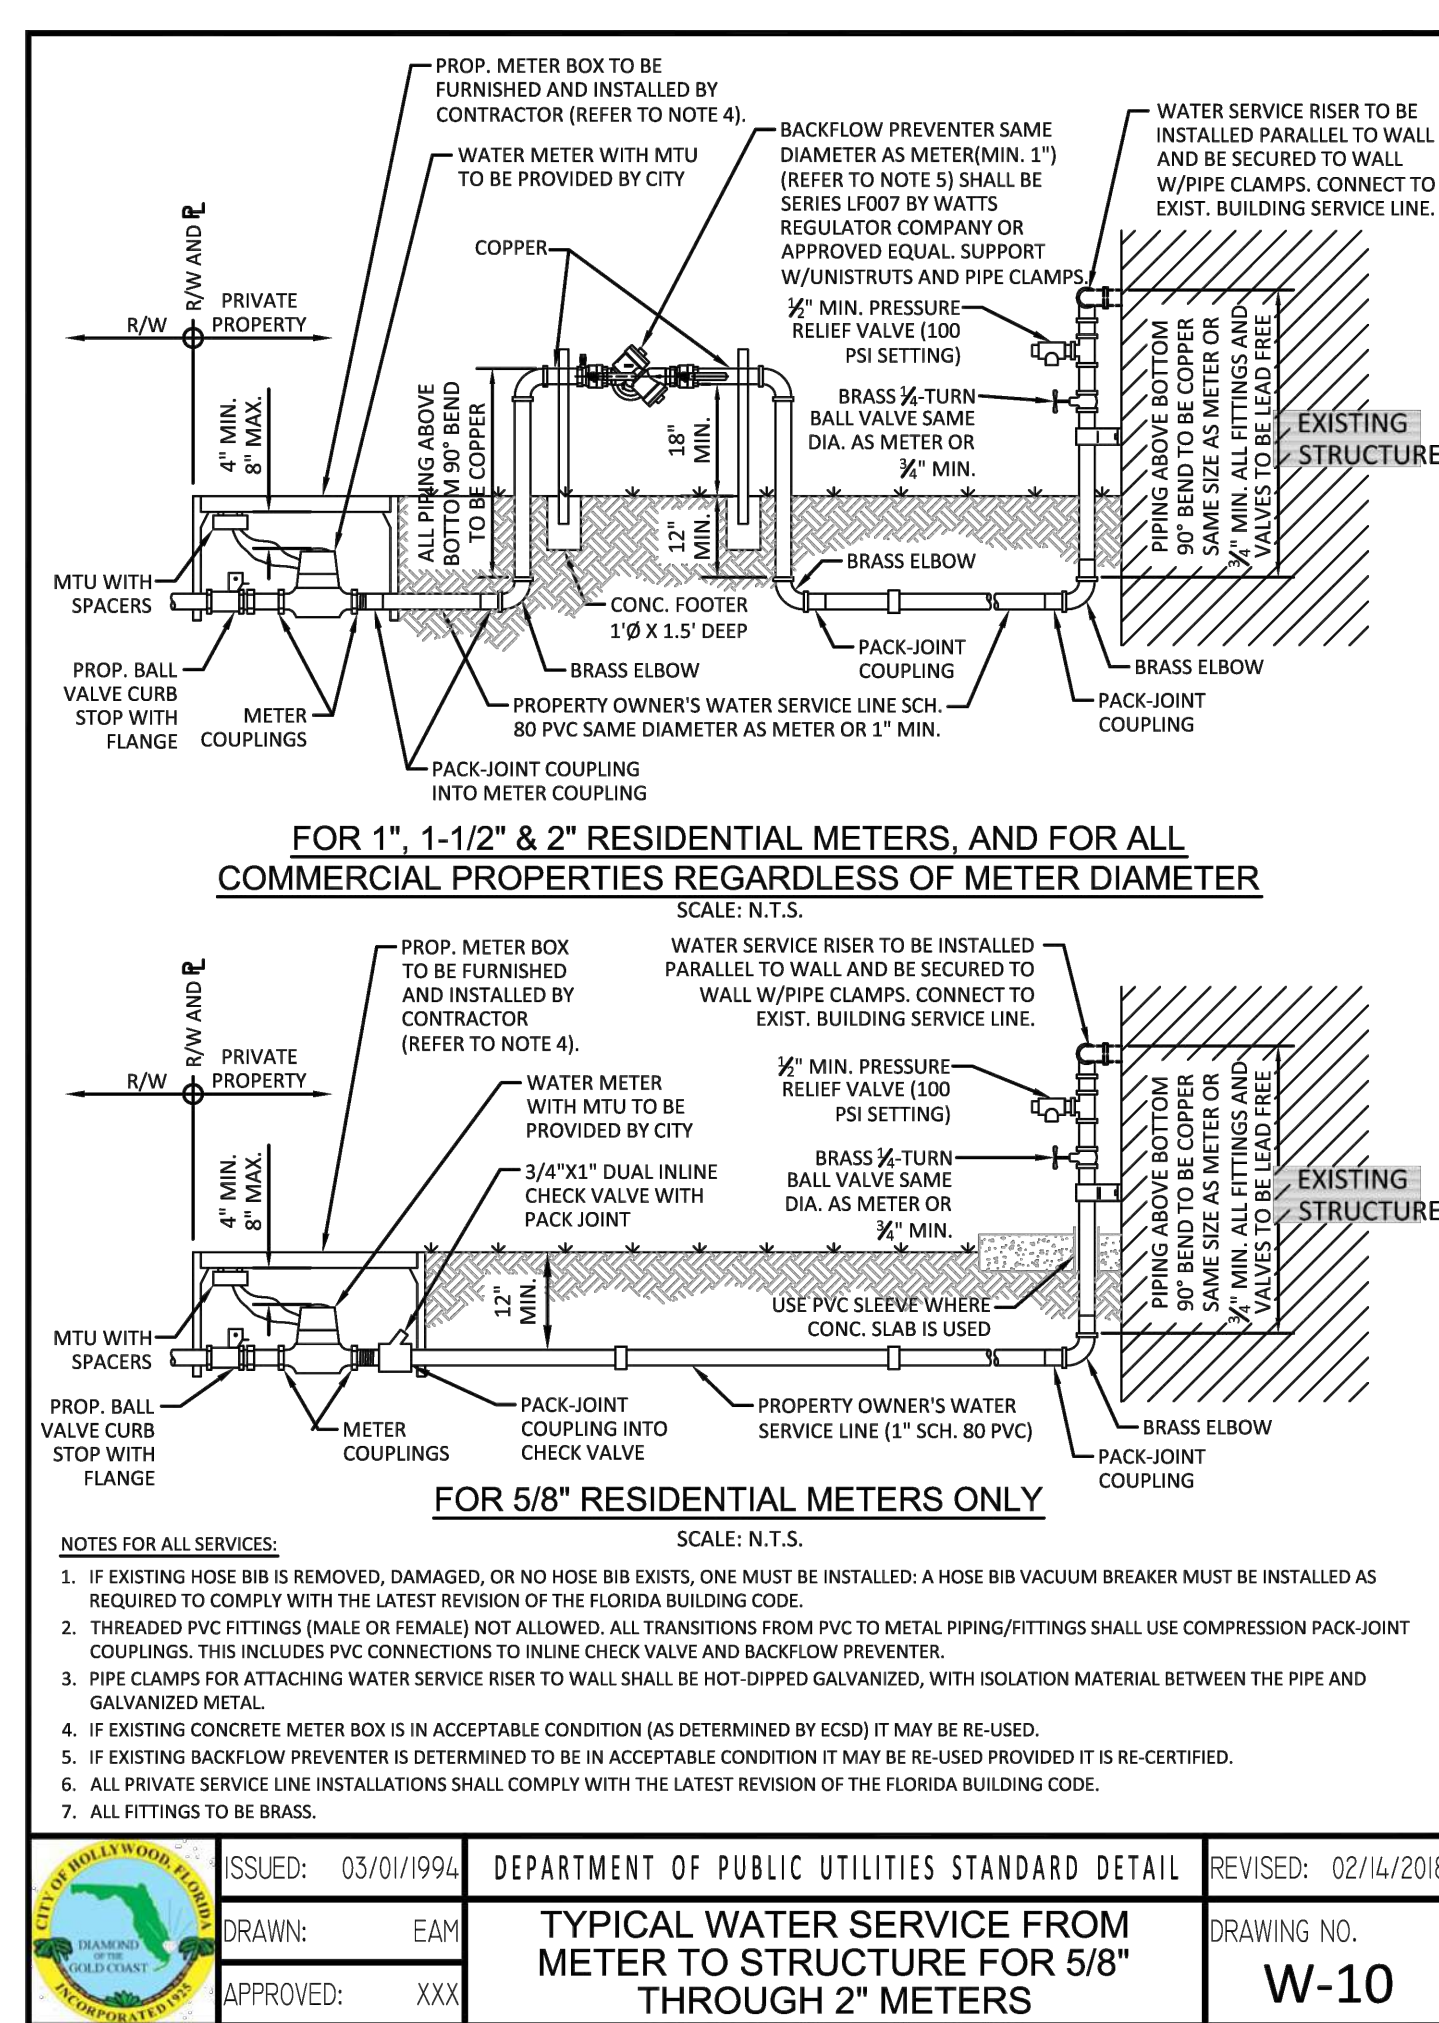 PROP. METER BOX TO BE
FURNISHED AND INSTALLED BY
CONTRACTOR (REFER TO NOTE 4).
WATER METER WITH MTU
TO BE PROVIDED BY CITY
BACKFLOW PREVENTER SAME
DIAMETER AS METER(MIN. 1")
(REFER TO NOTE 5) SHALL BE
SERIES LF007 BY WATTS
REGULATOR COMPANY OR
APPROVED EQUAL. SUPPORT
W/UNISTRUTS AND PIPE CLAMPS.
WATER SERVICE RISER TO BE
INSTALLED PARALLEL TO WALL
AND BE SECURED TO WALL
W/PIPE CLAMPS. CONNECT TO
EXIST. BUILDING SERVICE LINE.
R/W AND PL
R/W
PRIVATE
PROPERTY
COPPER
½" MIN. PRESSURE
RELIEF VALVE (100
PSI SETTING)
BRASS ¼-TURN
BALL VALVE SAME
DIA. AS METER OR
¾" MIN.
4" MIN.
8" MAX.
ALL PIPING ABOVE
BOTTOM 90° BEND
TO BE COPPER
18"
MIN.
12"
MIN.
PIPING ABOVE BOTTOM
90° BEND TO BE COPPER
SAME SIZE AS METER OR
¾" MIN. ALL FITTINGS AND
VALVES TO BE LEAD FREE
EXISTING
STRUCTURE
MTU WITH
SPACERS
BRASS ELBOW
CONC. FOOTER
1'Ø X 1.5' DEEP
PACK-JOINT
COUPLING
BRASS ELBOW
BRASS ELBOW
PROP. BALL
VALVE CURB
STOP WITH
FLANGE
METER
COUPLINGS
PROPERTY OWNER'S WATER SERVICE LINE SCH.
80 PVC SAME DIAMETER AS METER OR 1" MIN.
PACK-JOINT
COUPLING
PACK-JOINT COUPLING
INTO METER COUPLING
FOR 1", 1-1/2" & 2" RESIDENTIAL METERS, AND FOR ALL
COMMERCIAL PROPERTIES REGARDLESS OF METER DIAMETER
SCALE: N.T.S.
PROP. METER BOX
TO BE FURNISHED
AND INSTALLED BY
CONTRACTOR
(REFER TO NOTE 4).
WATER SERVICE RISER TO BE INSTALLED
PARALLEL TO WALL AND BE SECURED TO
WALL W/PIPE CLAMPS. CONNECT TO
EXIST. BUILDING SERVICE LINE.
R/W AND PL
R/W
PRIVATE
PROPERTY
WATER METER
WITH MTU TO BE
PROVIDED BY CITY
½" MIN. PRESSURE
RELIEF VALVE (100
PSI SETTING)
3/4"X1" DUAL INLINE
CHECK VALVE WITH
PACK JOINT
BRASS ¼-TURN
BALL VALVE SAME
DIA. AS METER OR
¾" MIN.
4" MIN.
8" MAX.
12"
MIN.
PIPING ABOVE BOTTOM
90° BEND TO BE COPPER
SAME SIZE AS METER OR
¾" MIN. ALL FITTINGS AND
VALVES TO BE LEAD FREE
EXISTING
STRUCTURE
USE PVC SLEEVE WHERE
CONC. SLAB IS USED
MTU WITH
SPACERS
PROP. BALL
VALVE CURB
STOP WITH
FLANGE
METER
COUPLINGS
PACK-JOINT
COUPLING INTO
CHECK VALVE
PROPERTY OWNER'S WATER
SERVICE LINE (1" SCH. 80 PVC)
BRASS ELBOW
PACK-JOINT
COUPLING
FOR 5/8" RESIDENTIAL METERS ONLY
SCALE: N.T.S.
NOTES FOR ALL SERVICES:
1. IF EXISTING HOSE BIB IS REMOVED, DAMAGED, OR NO HOSE BIB EXISTS, ONE MUST BE INSTALLED: A HOSE BIB VACUUM BREAKER MUST BE INSTALLED AS
REQUIRED TO COMPLY WITH THE LATEST REVISION OF THE FLORIDA BUILDING CODE.
2. THREADED PVC FITTINGS (MALE OR FEMALE) NOT ALLOWED. ALL TRANSITIONS FROM PVC TO METAL PIPING/FITTINGS SHALL USE COMPRESSION PACK-JOINT
COUPLINGS. THIS INCLUDES PVC CONNECTIONS TO INLINE CHECK VALVE AND BACKFLOW PREVENTER.
3. PIPE CLAMPS FOR ATTACHING WATER SERVICE RISER TO WALL SHALL BE HOT-DIPPED GALVANIZED, WITH ISOLATION MATERIAL BETWEEN THE PIPE AND
GALVANIZED METAL.
4. IF EXISTING CONCRETE METER BOX IS IN ACCEPTABLE CONDITION (AS DETERMINED BY ECSD) IT MAY BE RE-USED.
5. IF EXISTING BACKFLOW PREVENTER IS DETERMINED TO BE IN ACCEPTABLE CONDITION IT MAY BE RE-USED PROVIDED IT IS RE-CERTIFIED.
6. ALL PRIVATE SERVICE LINE INSTALLATIONS SHALL COMPLY WITH THE LATEST REVISION OF THE FLORIDA BUILDING CODE.
7. ALL FITTINGS TO BE BRASS.
CITY OF HOLLYWOOD, FLORIDA
DIAMOND
OF THE
GOLD COAST
INCORPORATED 1925
ISSUED: 03/01/1994
DRAWN: EAM
APPROVED: XXX
DEPARTMENT OF PUBLIC UTILITIES STANDARD DETAIL
TYPICAL WATER SERVICE FROM
METER TO STRUCTURE FOR 5/8"
THROUGH 2" METERS
REVISED: 02/14/2018
DRAWING NO.
W-10